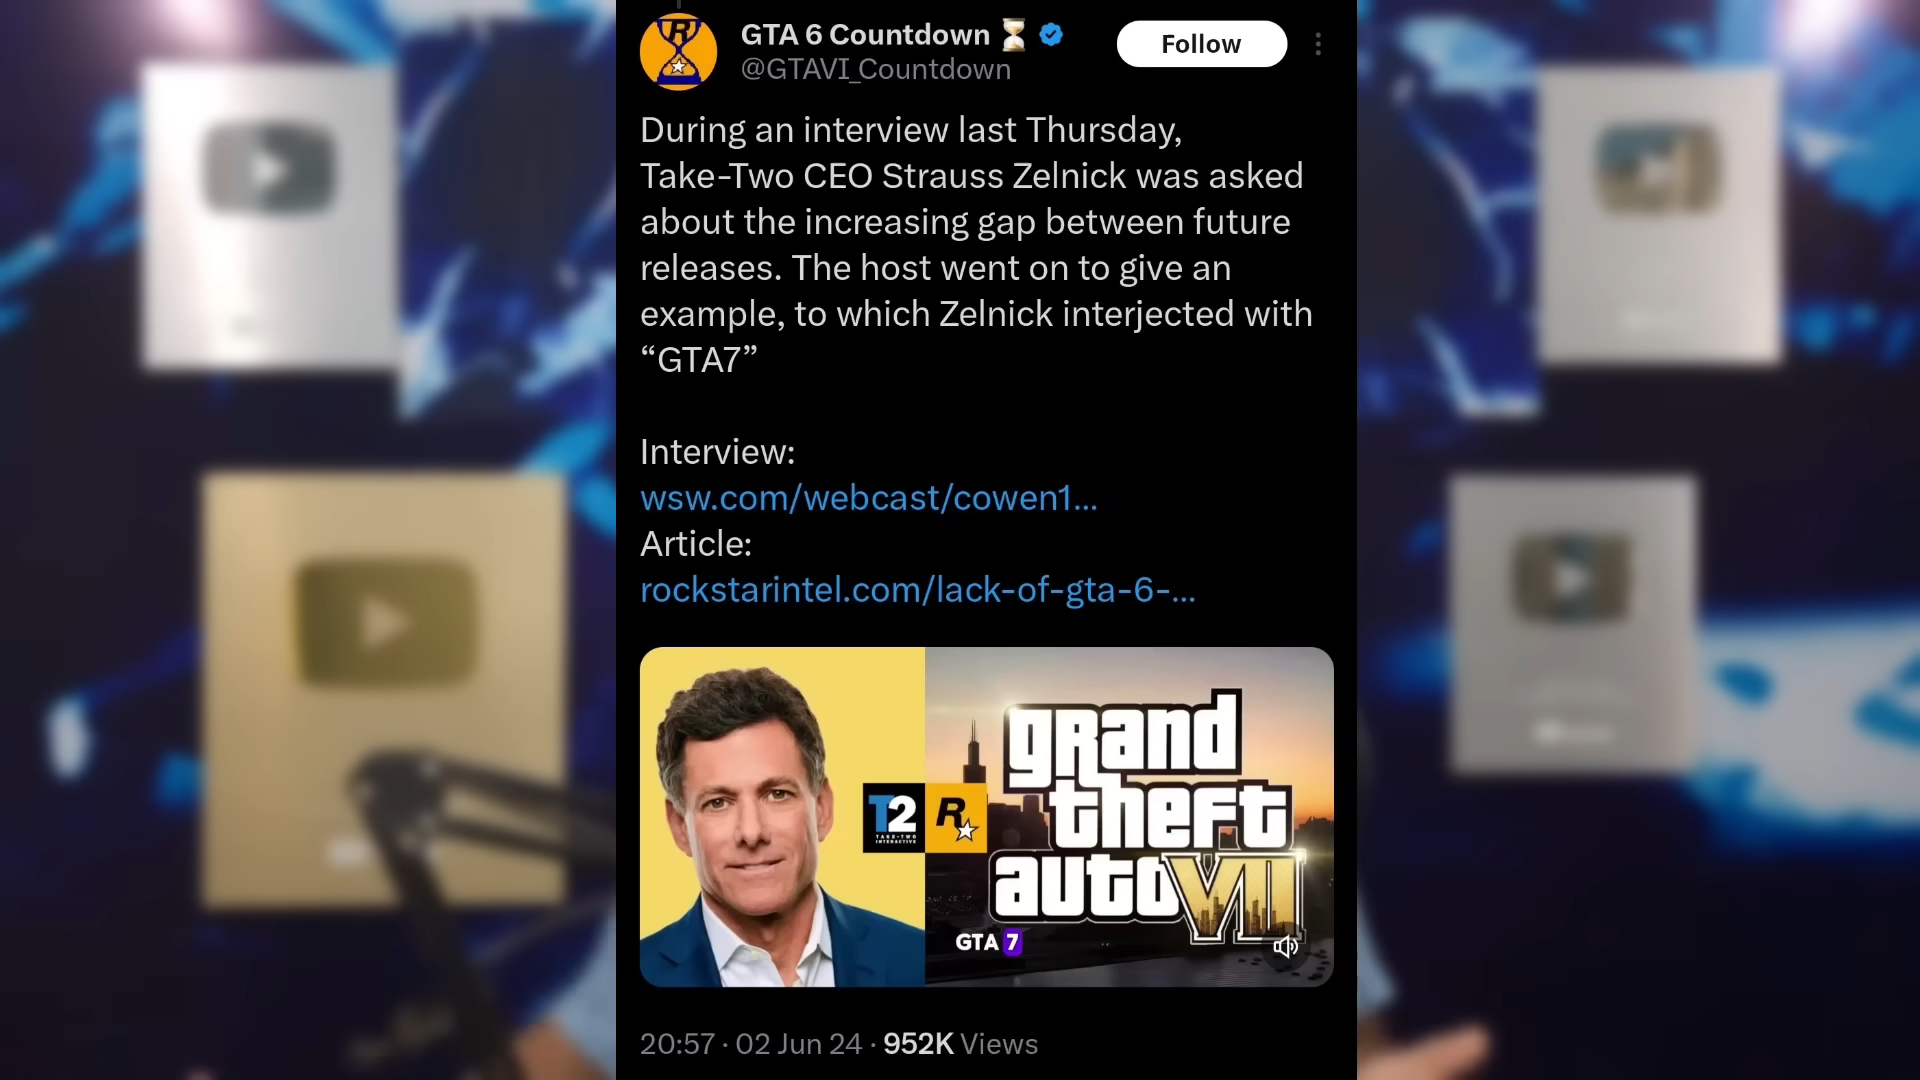 GTA 6 Countdown ⏳
@GTAVI_Countdown
Follow
During an interview last Thursday,
Take-Two CEO Strauss Zelnick was asked
about the increasing gap between future
releases. The host went on to give an
example, to which Zelnick interjected with
“GTA7”
Interview:
wsw.com/webcast/cowen1...
Article:
rockstarintel.com/lack-of-gta-6-...
T2
TAKE-TWO
INTERACTIVE
R
grand
theft
auto VII
GTA 7
20:57 · 02 Jun 24 · 952K Views